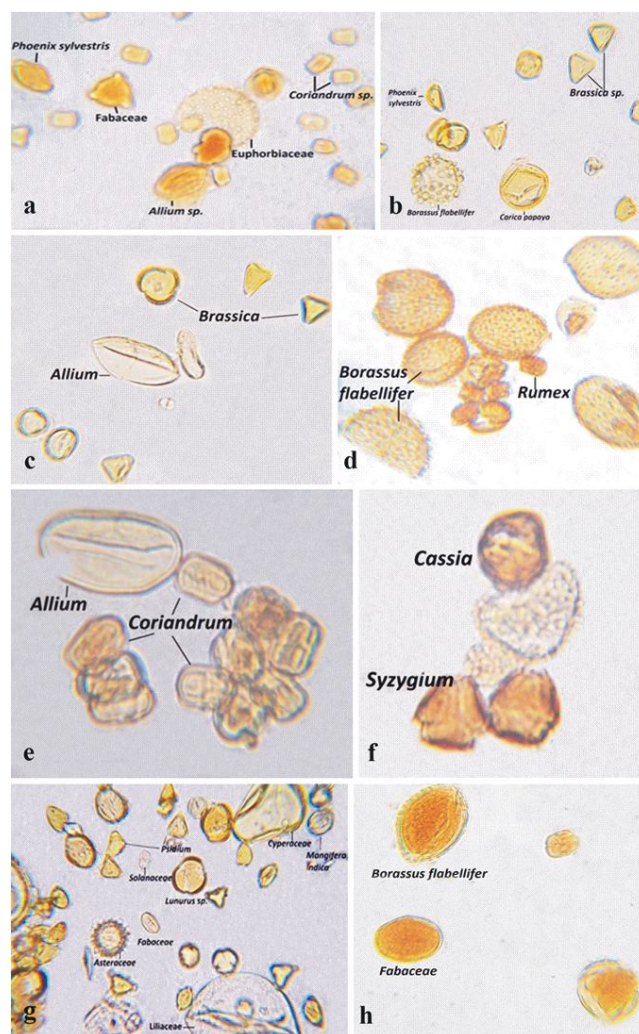 Phoenix sylvestris
Fabaceae
Coriandrum sp.
Euphorbiaceae
Allium sp.
a
Brassica sp.
Phoenix
sylvestris
Borassus flabellifer
Carica papaya
b
Brassica
Allium
c
Borassus
flabellifer
Rumex
d
Allium
Coriandrum
e
Cassia
Syzygium
f
Psidium
Cyperaceae
Mangifera
indica
Solanaceae
Lunurus sp.
Fabaceae
Asteraceae
Liliaceae
g
Borassus flabellifer
Fabaceae
h